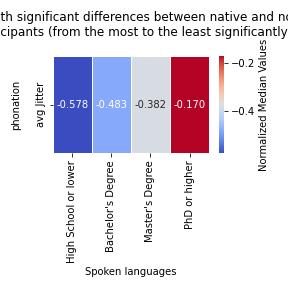 th significant differences between native and no
cipants (from the most to the least significantly
phonation
avg Jitter
-0.578
-0.483
-0.382
-0.170
High School or lower
Bachelor's Degree
Master's Degree
PhD or higher
Spoken languages
−0.2
−0.4
Normalized Median Values